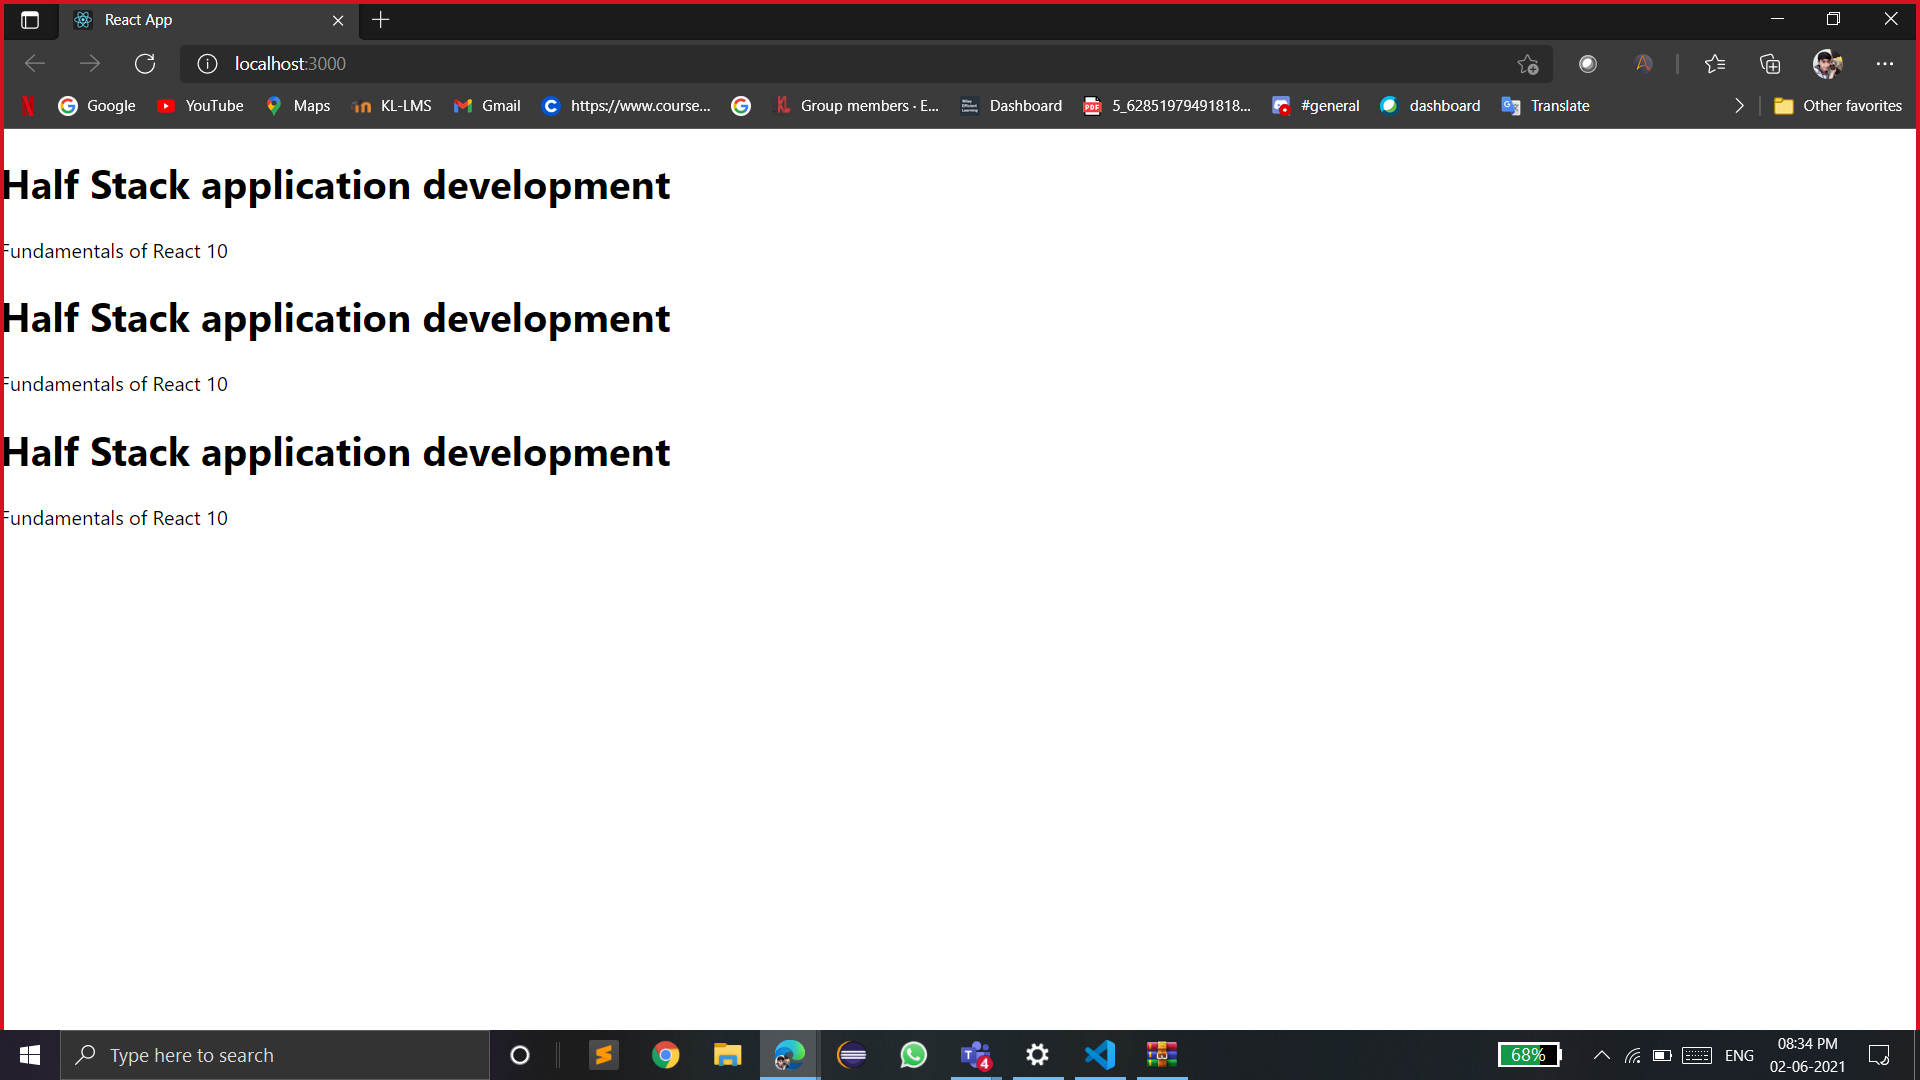 React App
localhost:3000
Google YouTube Maps KL-LMS Gmail https://www.course... Group members · E... Dashboard 5_62851979491818... #general dashboard Translate Other favorites
Half Stack application development
Fundamentals of React 10
Half Stack application development
Fundamentals of React 10
Half Stack application development
Fundamentals of React 10
Type here to search 4 68% ENG 08:34 PM
02-06-2021